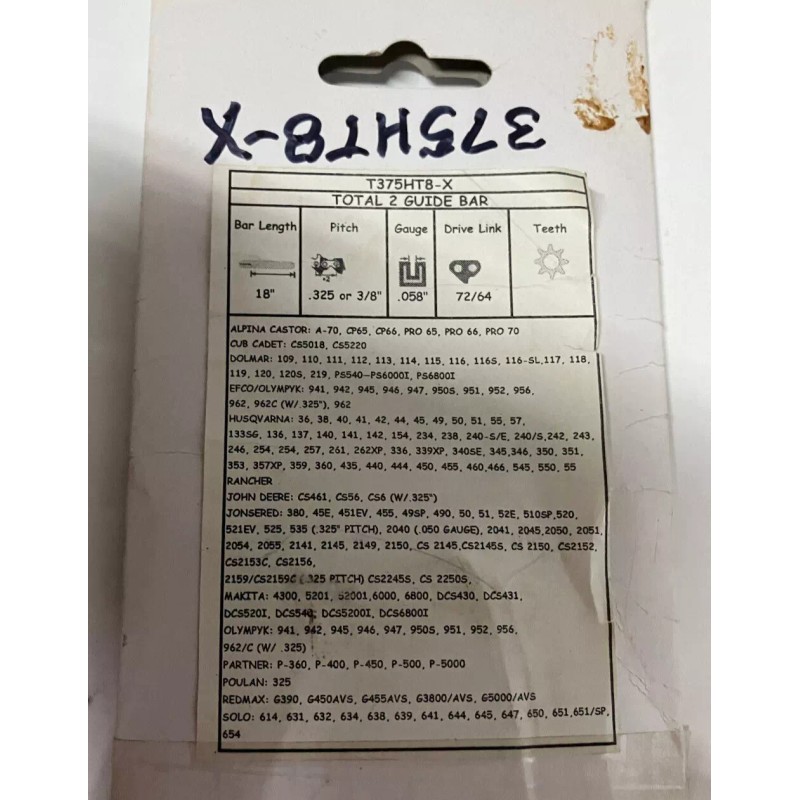 375HT8-X
T375HT8-X
TOTAL 2 GUIDE BAR
Bar Length Pitch Gauge Drive Link Teeth
18" .325 or 3/8" .058" 72/64
ALPINA CASTOR: A-70, CP65, CP66, PRO 65, PRO 66, PRO 70
CUB CADET: CS5018, CS5220
DOLMAR: 109, 110, 111, 112, 113, 114, 115, 116, 116S, 116-SL,117, 118,
119, 120, 120S, 219, PS540-PS6000I, PS6800I
EFCO/OLYMPYK: 941, 942, 945, 946, 947, 950S, 951, 952, 956,
962, 962C (W/.325"), 962
HUSQVARNA: 36, 38, 40, 41, 42, 44, 45, 49, 50, 51, 55, 57,
133SG, 136, 137, 140, 141, 142, 154, 234, 238, 240-S/E, 240/S,242, 243,
246, 254, 254, 257, 261, 262XP, 336, 339XP, 340SE, 345,346, 350, 351,
353, 357XP, 359, 360, 435, 440, 444, 450, 455, 460,466, 545, 550, 55
RANCHER
JOHN DEERE: CS461, CS56, CS6 (W/.325")
JONSERED: 380, 45E, 451EV, 455, 49SP, 490, 50, 51, 52E, 510SP,520,
521EV, 525, 535 (.325" PITCH), 2040 (.050 GAUGE), 2041, 2045,2050, 2051,
2054, 2055, 2141, 2145, 2149, 2150, CS 2145,CS2145S, CS 2150, CS2152,
CS2153C, CS2156,
2159/CS2159C (.325 PITCH) CS2245S, CS 2250S,
MAKITA: 4300, 5201, 52001,6000, 6800, DCS430, DCS431,
DCS520I, DCS540, DCS5200I, DCS6800I
OLYMPYK: 941, 942, 945, 946, 947, 950S, 951, 952, 956,
962/C (W/ .325)
PARTNER: P-360, P-400, P-450, P-500, P-5000
POULAN: 325
REDMAX: G390, G450AVS, G455AVS, G3800/AVS, G5000/AVS
SOLO: 614, 631, 632, 634, 638, 639, 641, 644, 645, 647, 650, 651,651/SP,
654